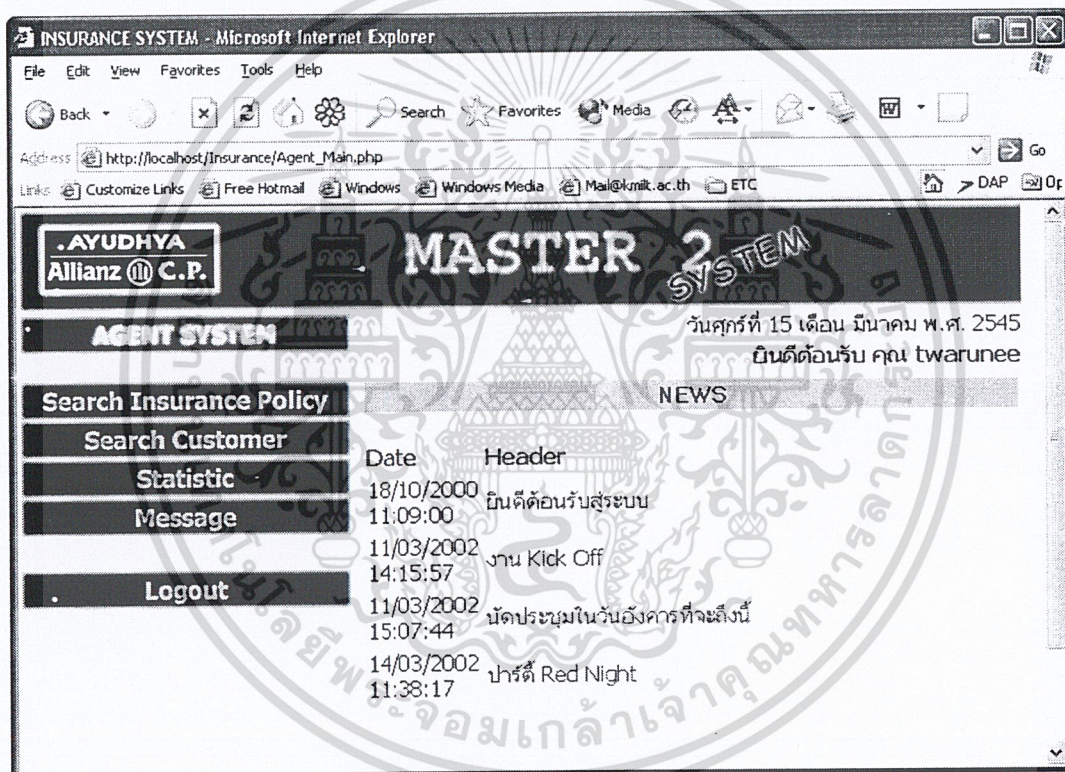 INSURANCE SYSTEM - Microsoft Internet Explorer
File Edit View Favorites Tools Help
Back Search Favorites Media
Address http://localhost/Insurance/Agent_Main.php Go
Links Customize Links Free Hotmail Windows Windows Media Mail@kmit.ac.th ETC DAP
.AYUDHYA
Allianz C.P.
MASTER 2
SYSTEM
AGENT SYSTEM
วันศุกร์ที่ 15 เดือน มีนาคม พ.ศ. 2545
ยินดีต้อนรับ คุณ twarunee
NEWS
Search Insurance Policy
Search Customer
Statistic
Message
Logout
Date Header
18/10/2000
11:09:00 ยินดีต้อนรับสู่ระบบ
11/03/2002
14:15:57 งาน Kick Off
11/03/2002
15:07:44 นัดประชุมในวันอังคารที่จะถึงนี้
14/03/2002
11:38:17 ปาร์ตี้ Red Night